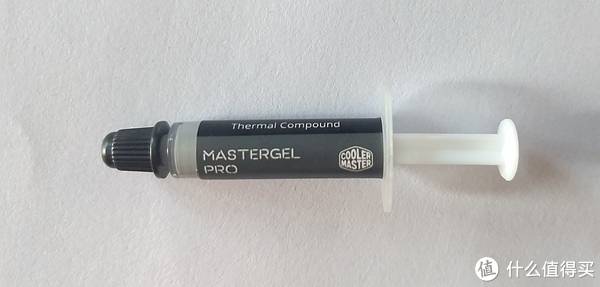 Thermal Compound
MASTERGEL
PRO
COOLER
MASTER
值 什么值得买